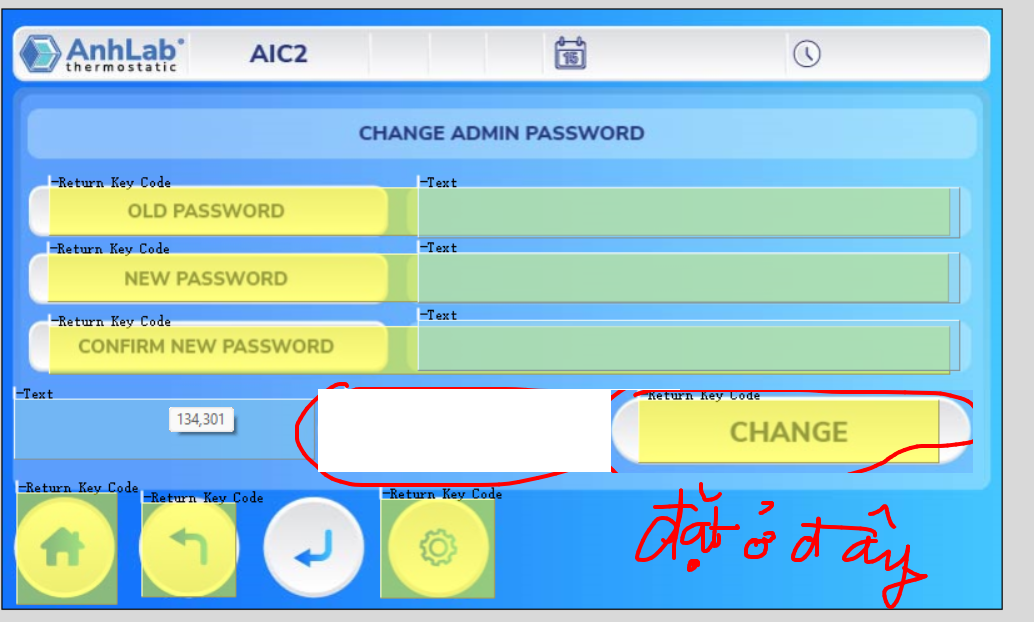 AnhLab
thermostatic
AIC2
15
CHANGE ADMIN PASSWORD
Return Key Code
Text
OLD PASSWORD
Return Key Code
Text
NEW PASSWORD
Return Key Code
Text
CONFIRM NEW PASSWORD
Text
Return Key Code
134,301
CHANGE
Return Key Code
Return Key Code
Return Key Code
đặt ở đây